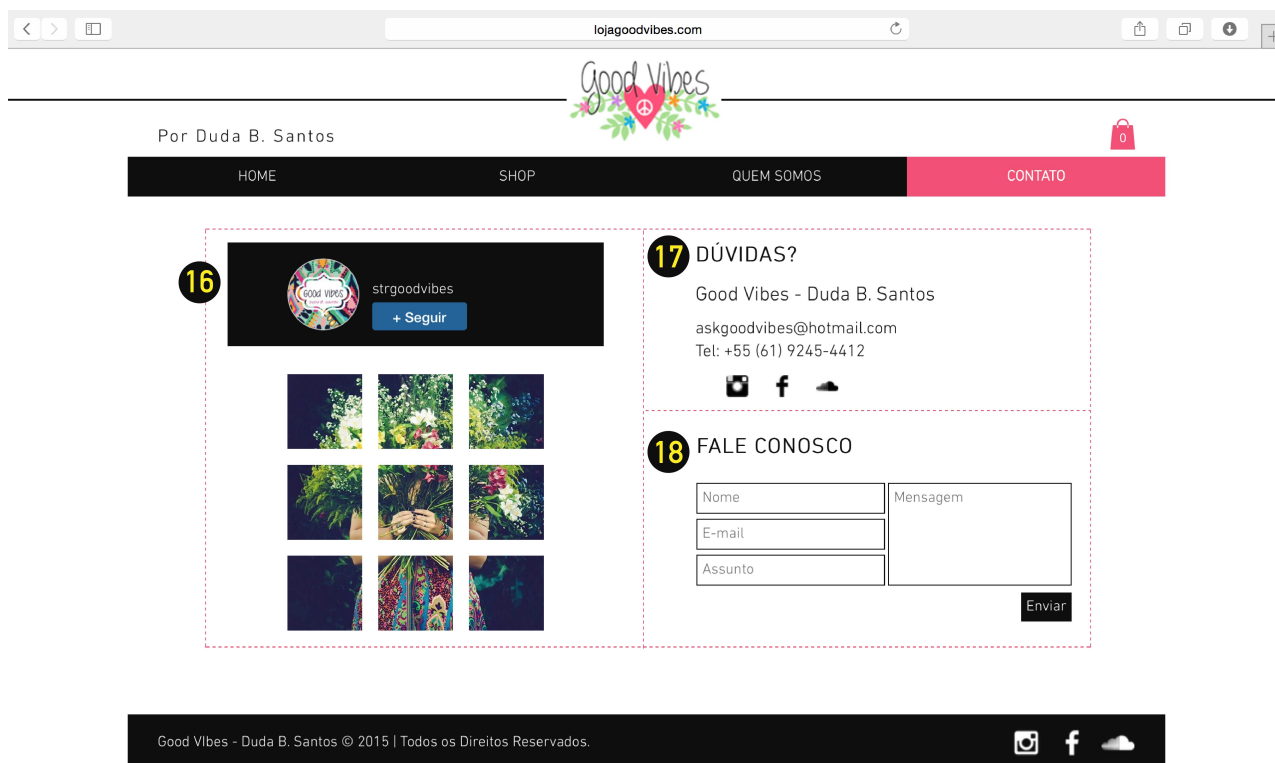 lojagoodvibes.com
Good Vibes
Por Duda B. Santos
0
HOME
SHOP
QUEM SOMOS
CONTATO
16
GOOD VIBES
strgoodvibes
+ Seguir
17
DÚVIDAS?
Good Vibes - Duda B. Santos
askgoodvibes@hotmail.com
Tel: +55 (61) 9245-4412
18
FALE CONOSCO
Nome
Mensagem
E-mail
Assunto
Enviar
Good VIbes - Duda B. Santos © 2015 | Todos os Direitos Reservados.